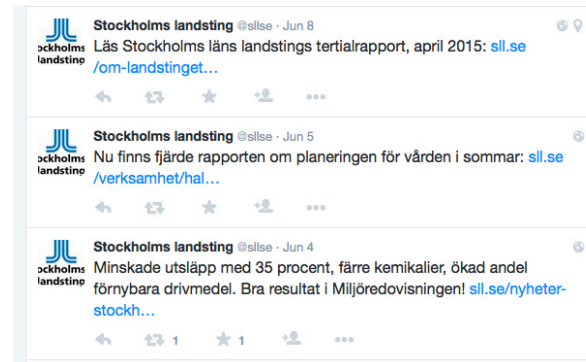 Stockholms landsting @sllse · Jun 8
ockholms
landsting
Läs Stockholms läns landstings tertialrapport, april 2015: sll.se
/om-landstinget…
Stockholms landsting @sllse · Jun 5
ockholms
landsting
Nu finns fjärde rapporten om planeringen för vården i sommar: sll.se
/verksamhet/hal…
Stockholms landsting @sllse · Jun 4
ockholms
landsting
Minskade utsläpp med 35 procent, färre kemikalier, ökad andel
förnybara drivmedel. Bra resultat i Miljöredovisningen! sll.se/nyheter-
stockh…
1 1